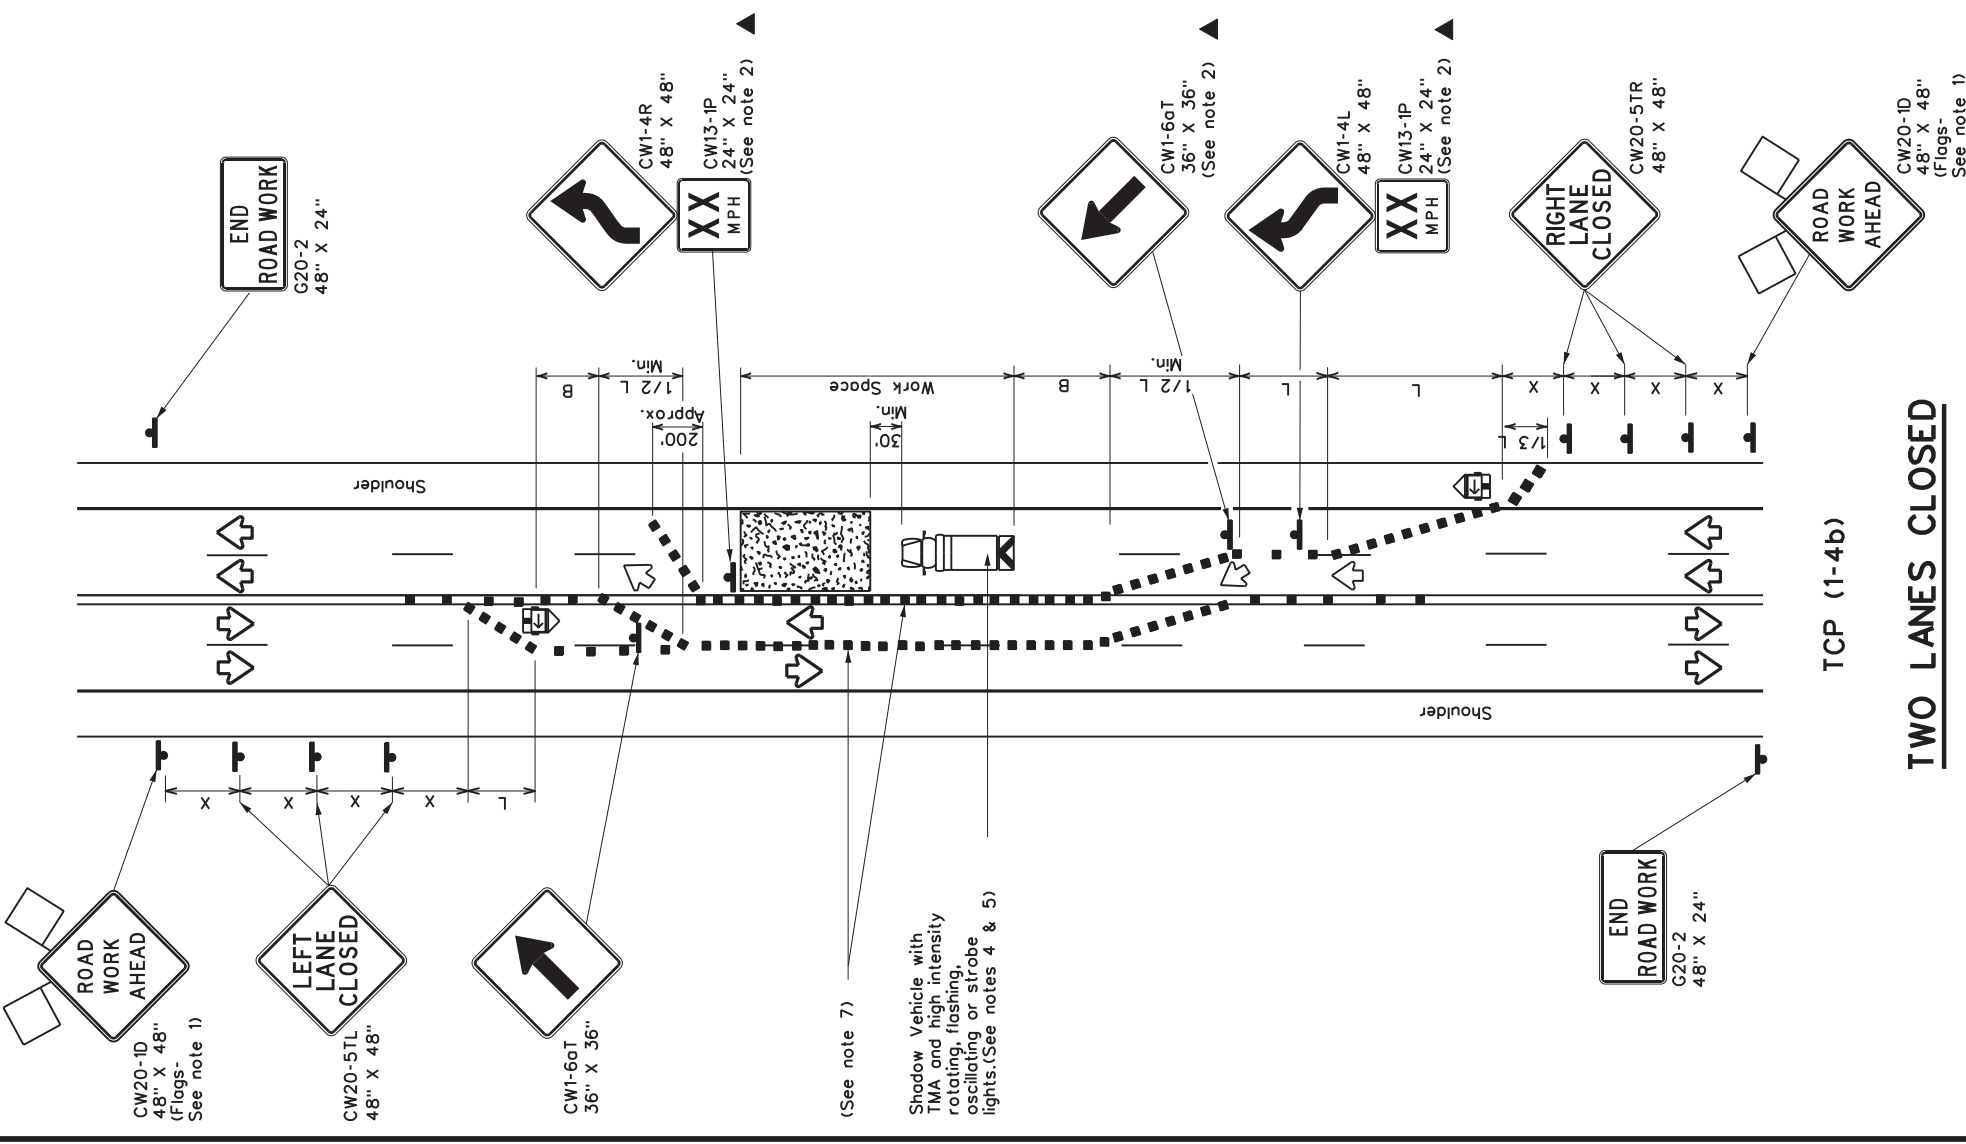 END
ROAD WORK
G20-2
48" X 24"
CW1-4R
48" X 48"
XX
MPH
CW13-1P
24" X 24"
(See note 2)
CW1-6aT
36" X 36"
(See note 2)
CW1-4L
48" X 48"
XX
MPH
CW13-1P
24" X 24"
(See note 2)
RIGHT
LANE
CLOSED
CW20-5TR
48" X 48"
ROAD
WORK
AHEAD
CW20-1D
48" X 48"
(Flags-
See note 1)
B
1/2 L
Min.
200'
Approx.
Work Space
30'
Min.
B
1/2 L
Min.
L
L
1/3 L
X
X
X
X
Shoulder
Shoulder
X
X
X
X
L
ROAD
WORK
AHEAD
CW20-1D
48" X 48"
(Flags-
See note 1)
LEFT
LANE
CLOSED
CW20-5TL
48" X 48"
CW1-6aT
36" X 36"
(See note 7)
Shadow Vehicle with
TMA and high intensity
rotating, flashing,
oscillating or strobe
lights.(See notes 4 & 5)
END
ROAD WORK
G20-2
48" X 24"
TCP (1-4b)
TWO LANES CLOSED